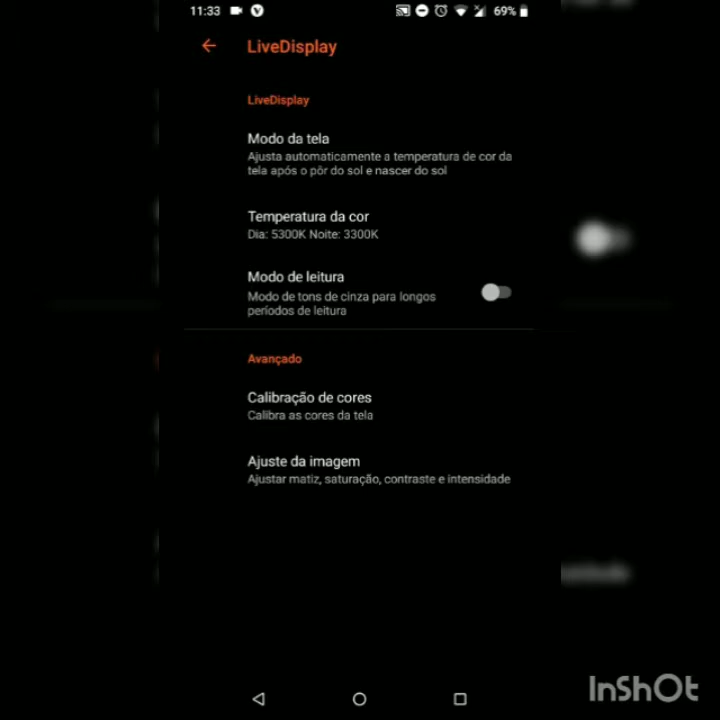 11:33
69%
LiveDisplay
LiveDisplay
Modo da tela
Ajusta automaticamente a temperatura de cor da
tela após o pôr do sol e nascer do sol
Temperatura da cor
Dia: 5300K Noite: 3300K
Modo de leitura
Modo de tons de cinza para longos
períodos de leitura
Avançado
Calibração de cores
Calibra as cores da tela
Ajuste da imagem
Ajustar matiz, saturação, contraste e intensidade
InShOt